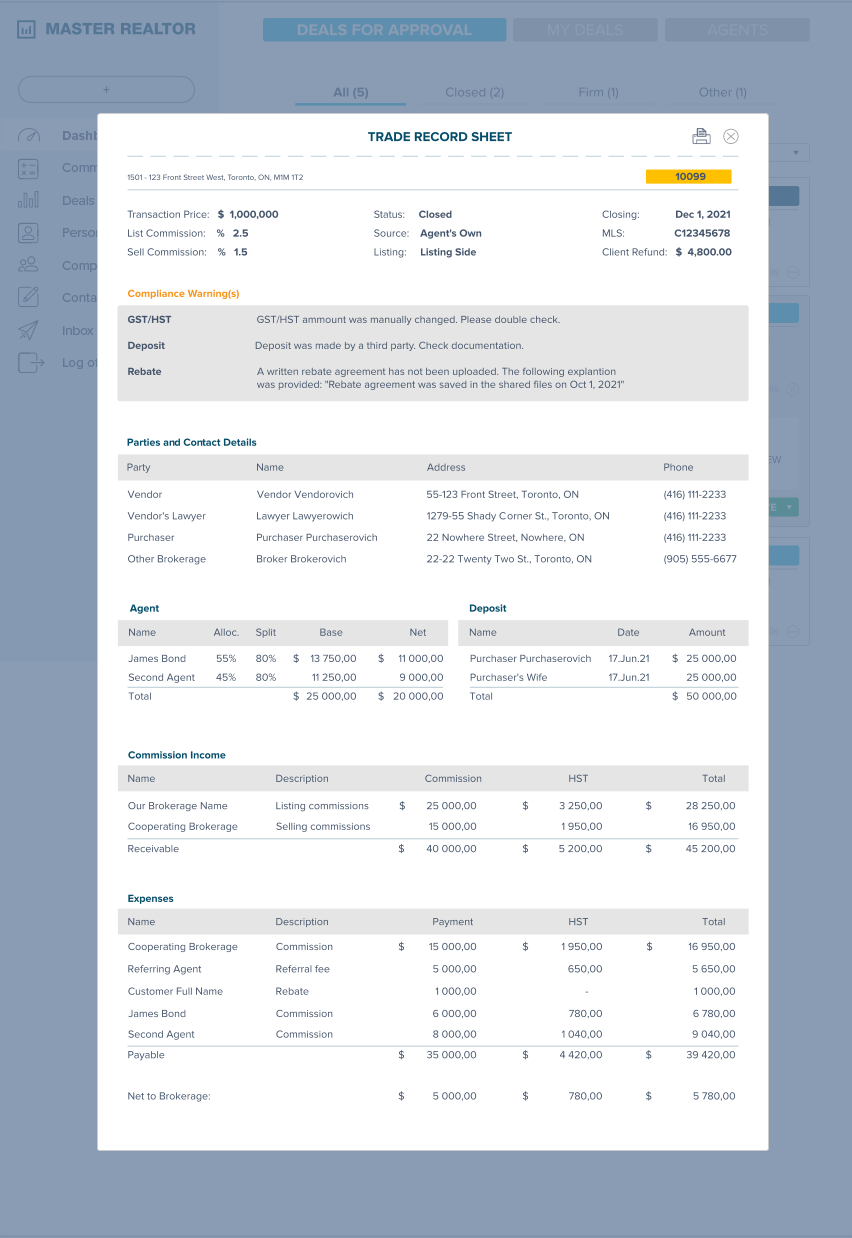 MASTER REALTOR
DEALS FOR APPROVAL MY DEALS AGENTS
+
All (5) Closed (2) Firm (1) Other (1)
Dashb
Comm
Deals
Person
Comp
Conta
Inbox
Log of
EW
TRADE RECORD SHEET
1501 - 123 Front Street West, Toronto, ON, M1M 1T2 10099
Transaction Price: $ 1,000,000 Status: Closed Closing: Dec 1, 2021
List Commission: % 2.5 Source: Agent's Own MLS: C12345678
Sell Commission: % 1.5 Listing: Listing Side Client Refund: $ 4,800.00
Compliance Warning(s)
GST/HST GST/HST ammount was manually changed. Please double check.
Deposit Deposit was made by a third party. Check documentation.
Rebate A written rebate agreement has not been uploaded. The following explantion
was provided: "Rebate agreement was saved in the shared files on Oct 1, 2021"
Parties and Contact Details
Party Name Address Phone
Vendor Vendor Vendorovich 55-123 Front Street, Toronto, ON (416) 111-2233
Vendor's Lawyer Lawyer Lawyerowich 1279-55 Shady Corner St., Toronto, ON (416) 111-2233
Purchaser Purchaser Purchaserovich 22 Nowhere Street, Nowhere, ON (416) 111-2233
Other Brokerage Broker Brokerovich 22-22 Twenty Two St., Toronto, ON (905) 555-6677
Agent
Name Alloc. Split Base Net
James Bond 55% 80% $ 13 750,00 $ 11 000,00
Second Agent 45% 80% 11 250,00 9 000,00
Total $ 25 000,00 $ 20 000,00
Deposit
Name Date Amount
Purchaser Purchaserovich 17.Jun.21 $ 25 000,00
Purchaser's Wife 17.Jun.21 25 000,00
Total $ 50 000,00
Commission Income
Name Description Commission HST Total
Our Brokerage Name Listing commissions $ 25 000,00 $ 3 250,00 $ 28 250,00
Cooperating Brokerage Selling commissions 15 000,00 1 950,00 16 950,00
Receivable $ 40 000,00 $ 5 200,00 $ 45 200,00
Expenses
Name Description Payment HST Total
Cooperating Brokerage Commission $ 15 000,00 $ 1 950,00 $ 16 950,00
Referring Agent Referral fee 5 000,00 650,00 5 650,00
Customer Full Name Rebate 1 000,00 - 1 000,00
James Bond Commission 6 000,00 780,00 6 780,00
Second Agent Commission 8 000,00 1 040,00 9 040,00
Payable $ 35 000,00 $ 4 420,00 $ 39 420,00
Net to Brokerage: $ 5 000,00 $ 780,00 $ 5 780,00